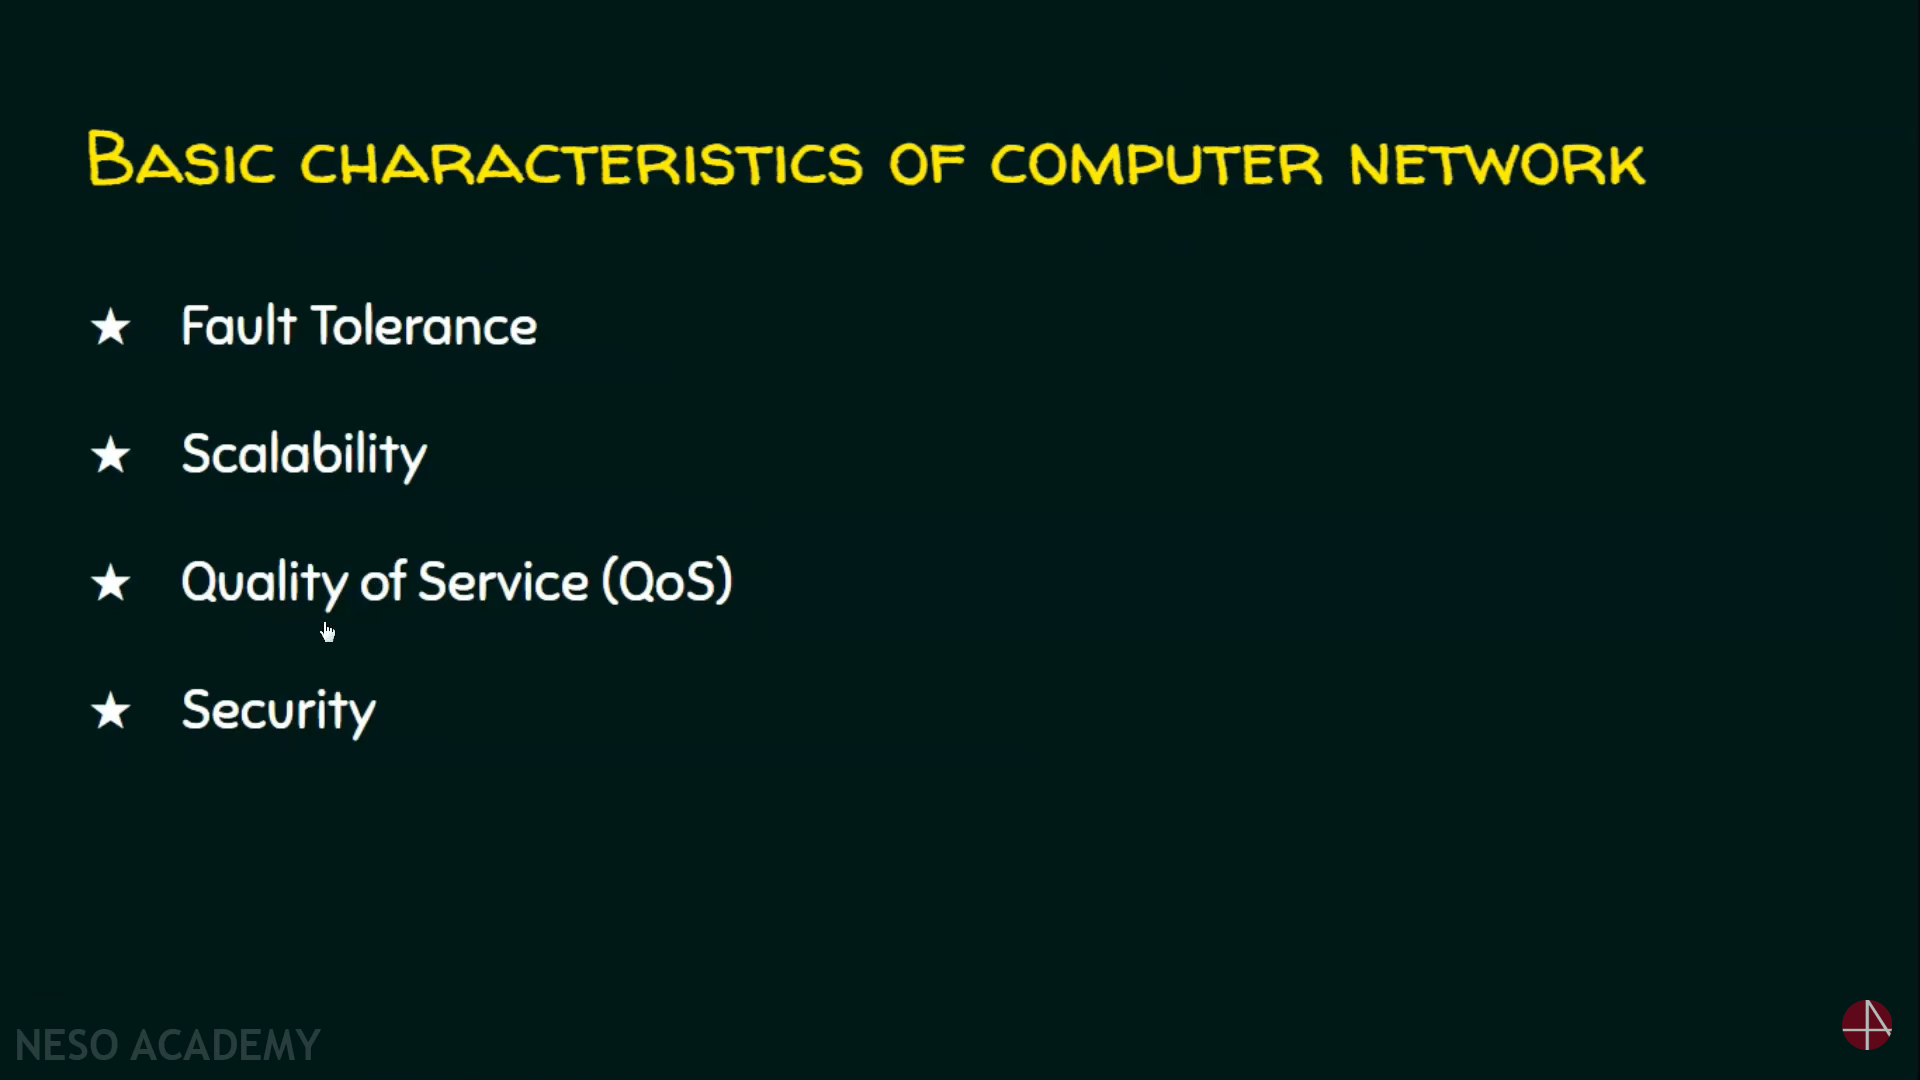 Basic characteristics of computer network
★ Fault Tolerance
★ Scalability
★ Quality of Service (QoS)
★ Security
NESO ACADEMY